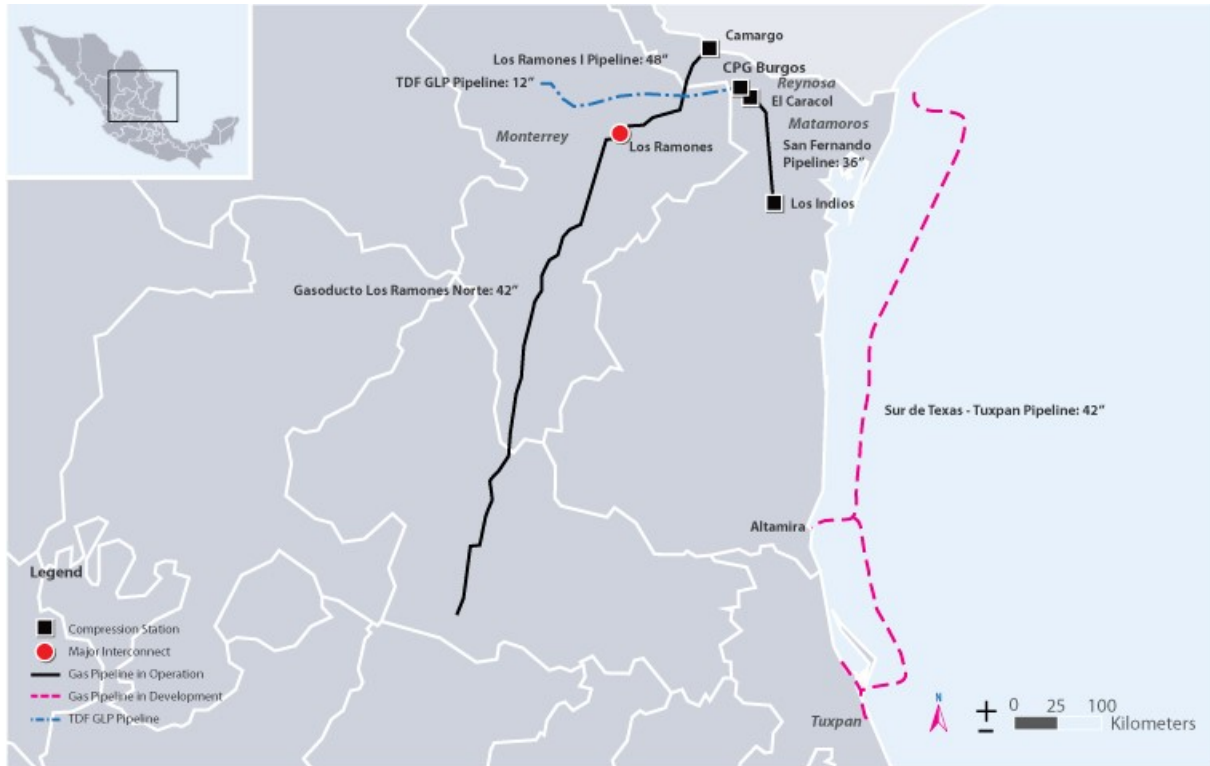 Camargo
Los Ramones I Pipeline: 48”
CPG Burgos
TDF GLP Pipeline: 12”
Reynosa
El Caracol
Matamoros
Monterrey
Los Ramones
San Fernando
Pipeline: 36”
Los Indios
Gasoducto Los Ramones Norte: 42”
Sur de Texas - Tuxpan Pipeline: 42”
Altamira
Legend
Compression Station
Major Interconnect
Gas Pipeline in Operation
Gas Pipeline in Development
TDF GLP Pipeline
Tuxpan
N
+
−
0 25 100
Kilometers